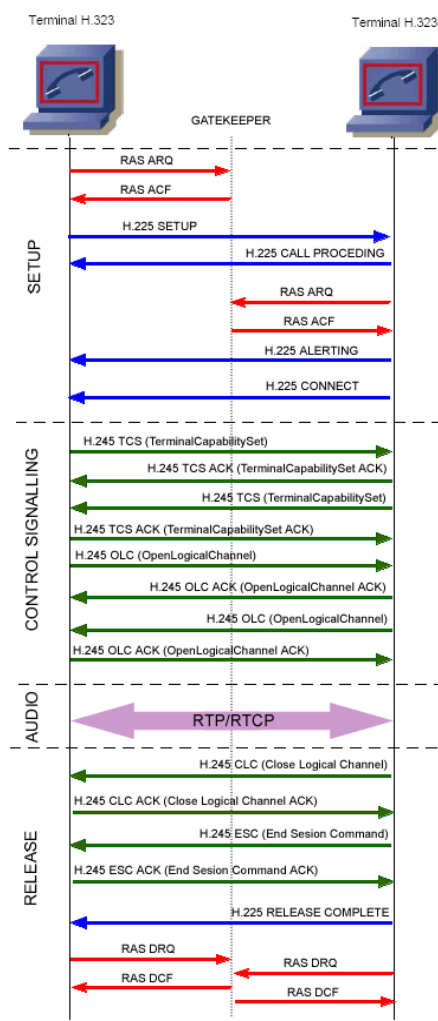 Terminal H.323
Terminal H.323
GATEKEEPER
SETUP
RAS ARQ
RAS ACF
H.225 SETUP
H.225 CALL PROCEDING
RAS ARQ
RAS ACF
H.225 ALERTING
H.225 CONNECT
CONTROL SIGNALLING
H.245 TCS (TerminalCapabilitySet)
H.245 TCS ACK (TerminalCapabilitySet ACK)
H.245 TCS (TerminalCapabilitySet)
H.245 TCS ACK (TerminalCapabilitySet ACK)
H.245 OLC (OpenLogicalChannel)
H.245 OLC ACK (OpenLogicalChannel ACK)
H.245 OLC (OpenLogicalChannel)
H.245 OLC ACK (OpenLogicalChannel ACK)
AUDIO
RTP/RTCP
RELEASE
H.245 CLC (Close Logical Channel)
H.245 CLC ACK (Close Logical Channel ACK)
H.245 ESC (End Sesion Command)
H.245 ESC ACK (End Sesion Command ACK)
H.225 RELEASE COMPLETE
RAS DRQ
RAS DRQ
RAS DCF
RAS DCF